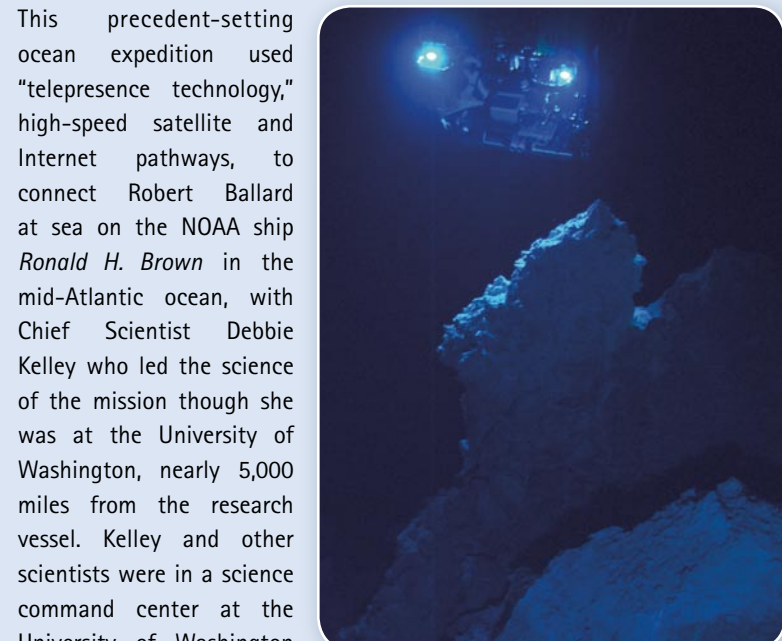 This precedent-setting
ocean expedition used
“telepresence technology,”
high-speed satellite and
Internet pathways, to
connect Robert Ballard
at sea on the NOAA ship
Ronald H. Brown in the
mid-Atlantic ocean, with
Chief Scientist Debbie
Kelley who led the science
of the mission though she
was at the University of
Washington, nearly 5,000
miles from the research
vessel. Kelley and other
scientists were in a science
command center at the
University of Washington